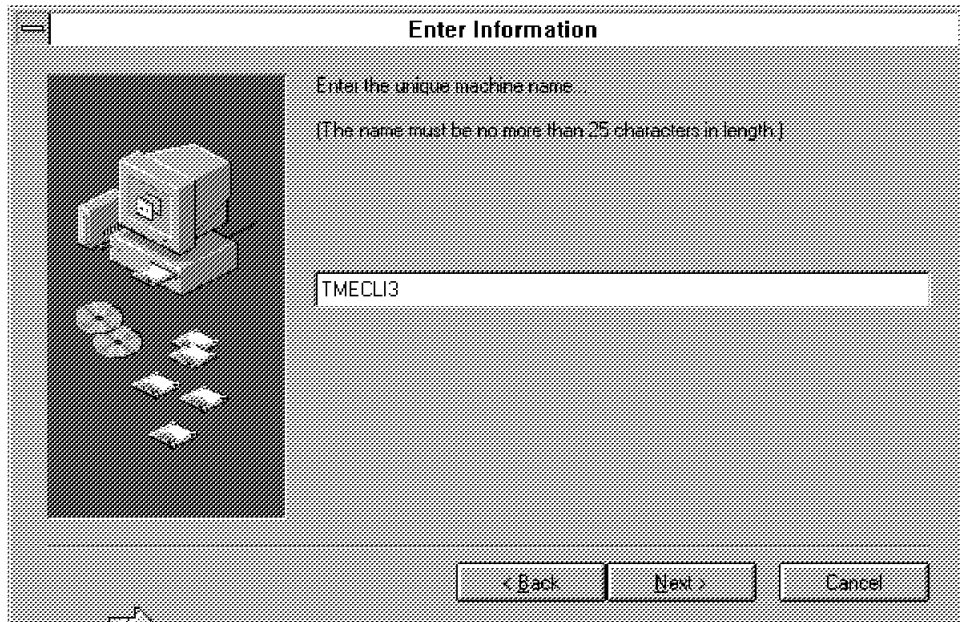 Enter Information
Enter the unique machine name...
(The name must be no more than 25 characters in length.)
TMECLI3
< Back
Next >
Cancel